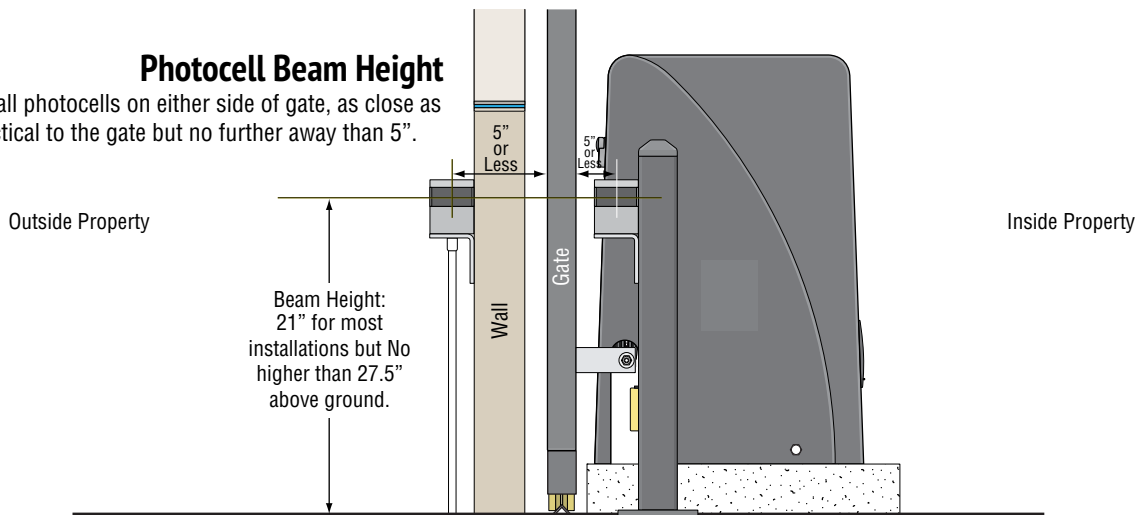 Photocell Beam Height
all photocells on either side of gate, as close as
tical to the gate but no further away than 5”.
5”
or
Less
5”
or
Less
Outside Property
Inside Property
Gate
Wall
Beam Height:
21” for most
installations but No
higher than 27.5”
above ground.